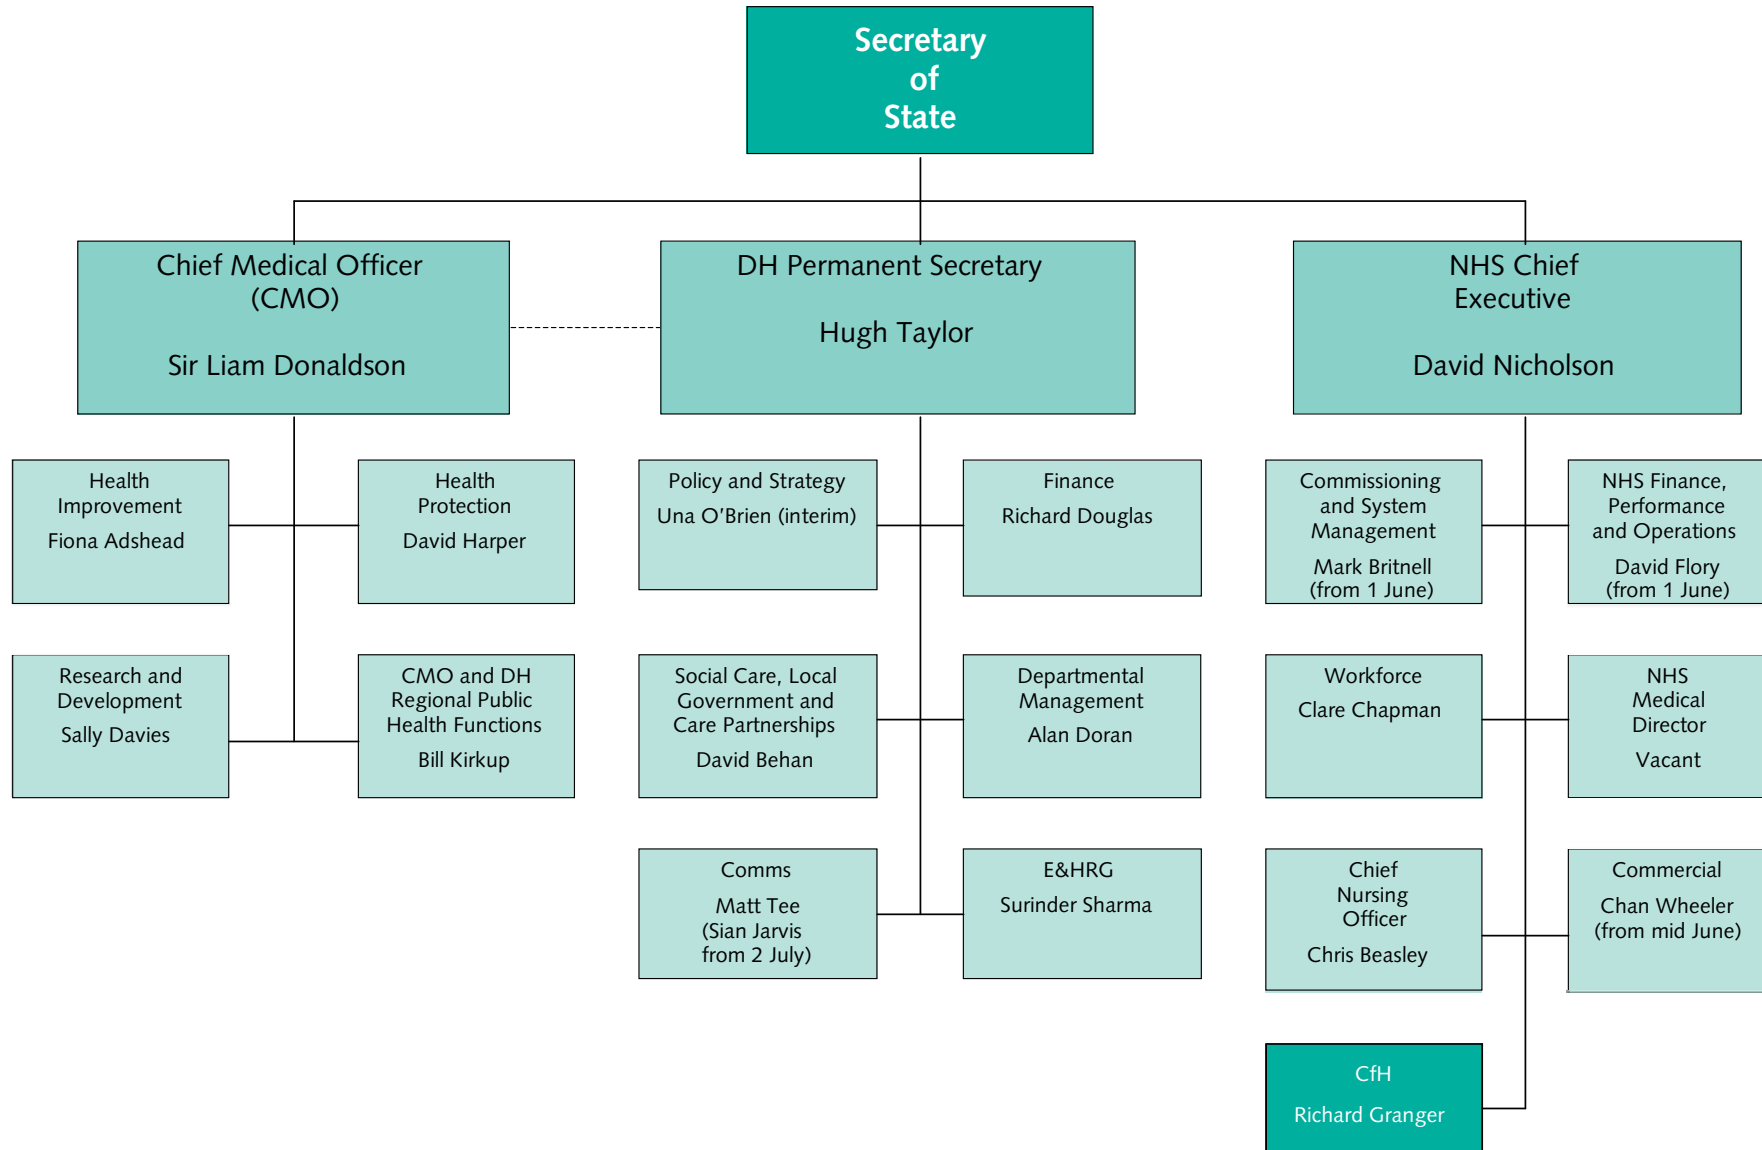 Secretary
of
State
Chief Medical Officer
(CMO)
Sir Liam Donaldson
DH Permanent Secretary
Hugh Taylor
NHS Chief
Executive
David Nicholson
Health
Improvement
Fiona Adshead
Health
Protection
David Harper
Policy and Strategy
Una O’Brien (interim)
Finance
Richard Douglas
Commissioning
and System
Management
Mark Britnell
(from 1 June)
NHS Finance,
Performance
and Operations
David Flory
(from 1 June)
Research and
Development
Sally Davies
CMO and DH
Regional Public
Health Functions
Bill Kirkup
Social Care, Local
Government and
Care Partnerships
David Behan
Departmental
Management
Alan Doran
Workforce
Clare Chapman
NHS
Medical
Director
Vacant
Comms
Matt Tee
(Sian Jarvis
from 2 July)
E&HRG
Surinder Sharma
Chief
Nursing
Officer
Chris Beasley
Commercial
Chan Wheeler
(from mid June)
CfH
Richard Granger